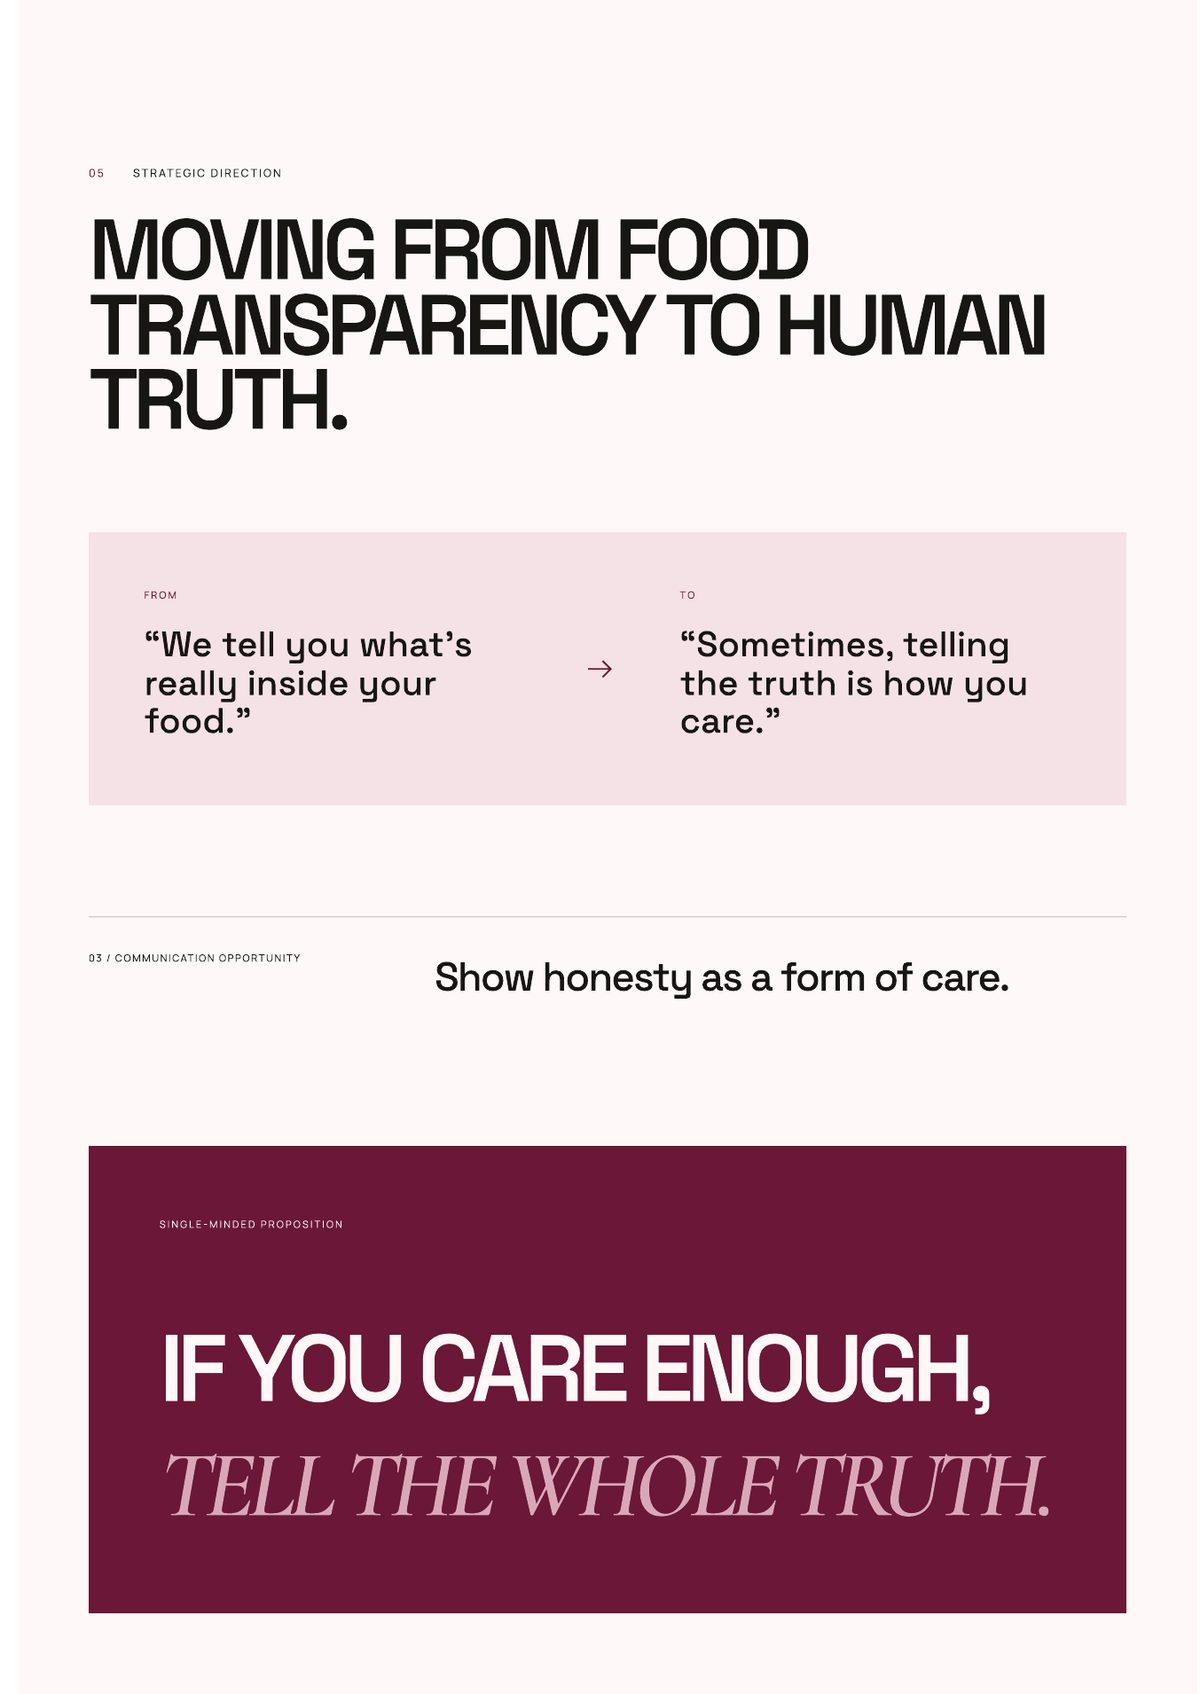 05 STRATEGIC DIRECTION
MOVING FROM FOOD
TRANSPARENCY TO HUMAN
TRUTH.
FROM
“We tell you what’s
really inside your
food.”
→
TO
“Sometimes, telling
the truth is how you
care.”
03 / COMMUNICATION OPPORTUNITY
Show honesty as a form of care.
SINGLE-MINDED PROPOSITION
IF YOU CARE ENOUGH,
TELL THE WHOLE TRUTH.